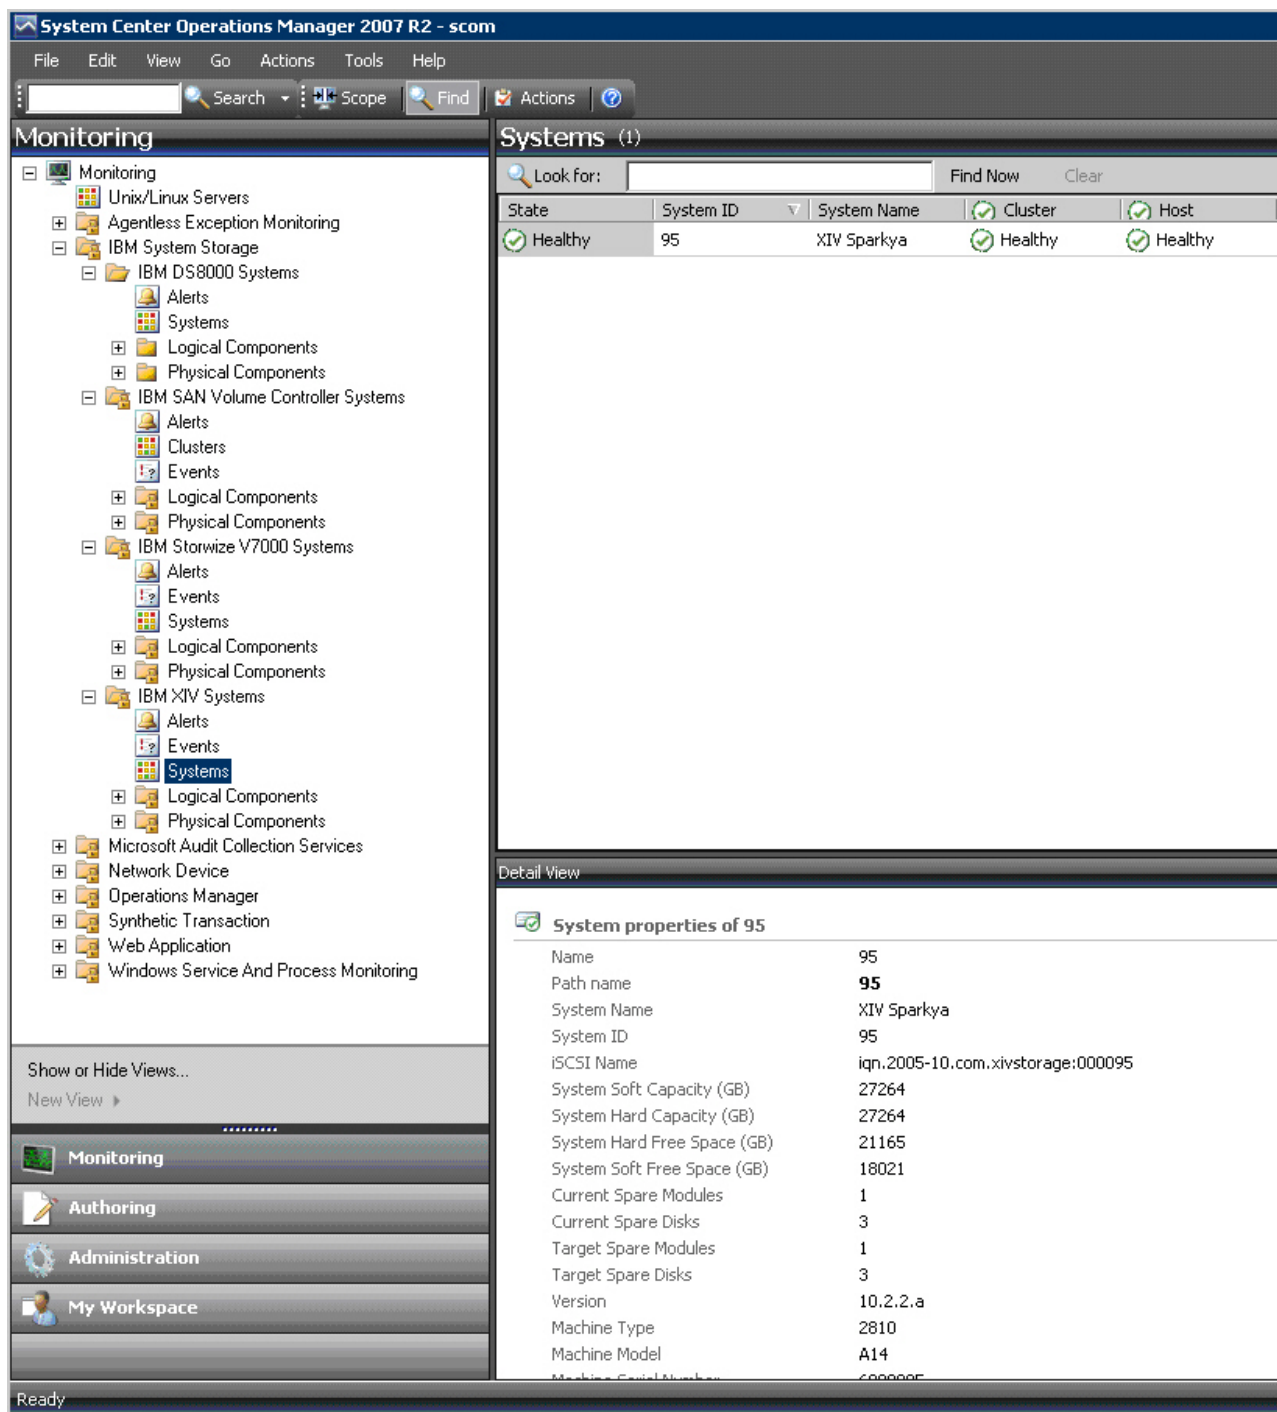 System Center Operations Manager 2007 R2 - scom
File Edit View Go Actions Tools Help
Search Scope Find Actions
Monitoring
Monitoring
Unix/Linux Servers
Agentless Exception Monitoring
IBM System Storage
IBM DS8000 Systems
Alerts
Systems
Logical Components
Physical Components
IBM SAN Volume Controller Systems
Alerts
Clusters
Events
Logical Components
Physical Components
IBM Storwize V7000 Systems
Alerts
Events
Systems
Logical Components
Physical Components
IBM XIV Systems
Alerts
Events
Systems
Logical Components
Physical Components
Microsoft Audit Collection Services
Network Device
Operations Manager
Synthetic Transaction
Web Application
Windows Service And Process Monitoring
Show or Hide Views...
New View
Monitoring
Authoring
Administration
My Workspace
Systems (1)
Look for: Find Now Clear
State System ID System Name Cluster Host
Healthy 95 XIV Sparkya Healthy Healthy
Detail View
System properties of 95
Name 95
Path name 95
System Name XIV Sparkya
System ID 95
iSCSI Name iqn.2005-10.com.xivstorage:000095
System Soft Capacity (GB) 27264
System Hard Capacity (GB) 27264
System Hard Free Space (GB) 21165
System Soft Free Space (GB) 18021
Current Spare Modules 1
Current Spare Disks 3
Target Spare Modules 1
Target Spare Disks 3
Version 10.2.2.a
Machine Type 2810
Machine Model A14
Machine Serial Number
Ready